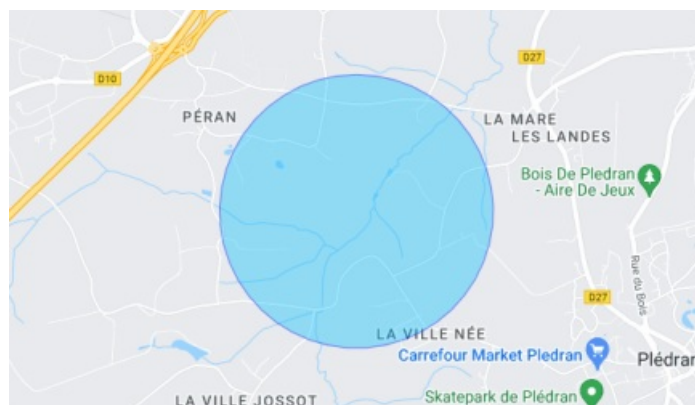 D10
D27
PÉRAN
LA MARE
LES LANDES
Bois De Pledran
- Aire De Jeux
Rue du Bois
D27
LA VILLE NÉE
Carrefour Market Pledran
Plédran
Skatepark de Plédran
LA VILLE JOSSOT